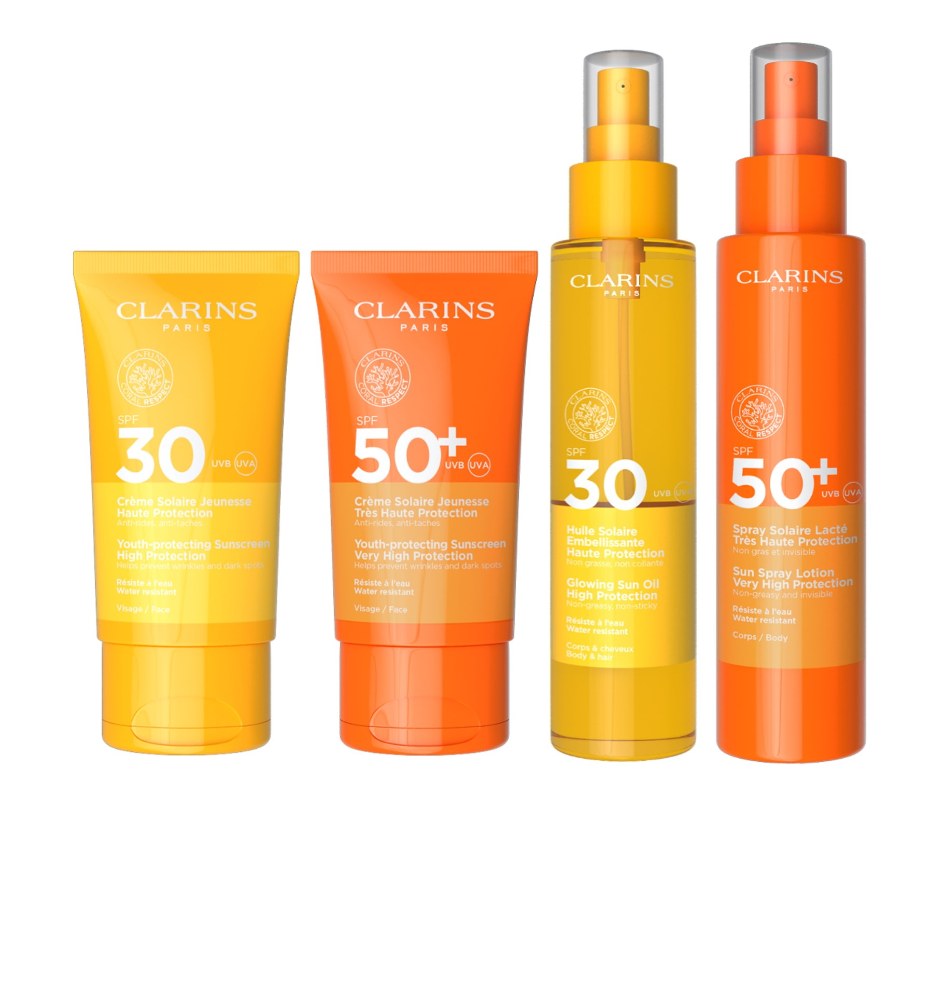 CLARINS
PARIS
CLARINS
CORAL RESPECT
SPF
30 UVB UVA
Crème Solaire Jeunesse
Haute Protection
Anti-rides, anti-taches
Youth-protecting Sunscreen
High Protection
Helps prevent wrinkles and dark spots
Résiste à l'eau
Water resistant
Visage / Face
CLARINS
PARIS
CLARINS
CORAL RESPECT
SPF
50+ UVB UVA
Crème Solaire Jeunesse
Très Haute Protection
Anti-rides, anti-taches
Youth-protecting Sunscreen
Very High Protection
Helps prevent wrinkles and dark spots
Résiste à l'eau
Water resistant
Visage / Face
CLARINS
PARIS
CLARINS
CORAL RESPECT
SPF
30 UVB UVA
Huile Solaire
Embellissante
Haute Protection
Non grasse, non collante
Glowing Sun Oil
High Protection
Non-greasy, non-sticky
Résiste à l'eau
Water resistant
Corps & cheveux
Body & hair
CLARINS
PARIS
CLARINS
CORAL RESPECT
SPF
50+ UVB UVA
Spray Solaire Lacté
Très Haute Protection
Non gras et invisible
Sun Spray Lotion
Very High Protection
Non-greasy and invisible
Résiste à l'eau
Water resistant
Corps / Body